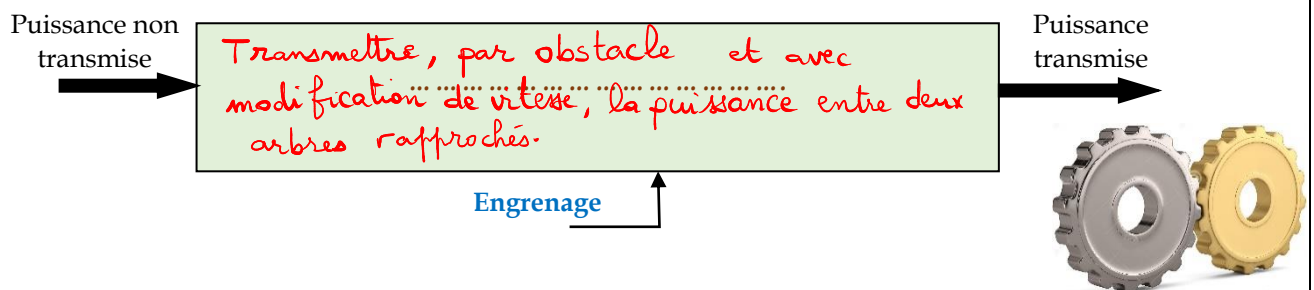 Puissance non
transmise
Transmettre, par obstacle et avec
modification de vitesse, la puissance entre deux
arbres rapprochés.
Puissance
transmise
Engrenage